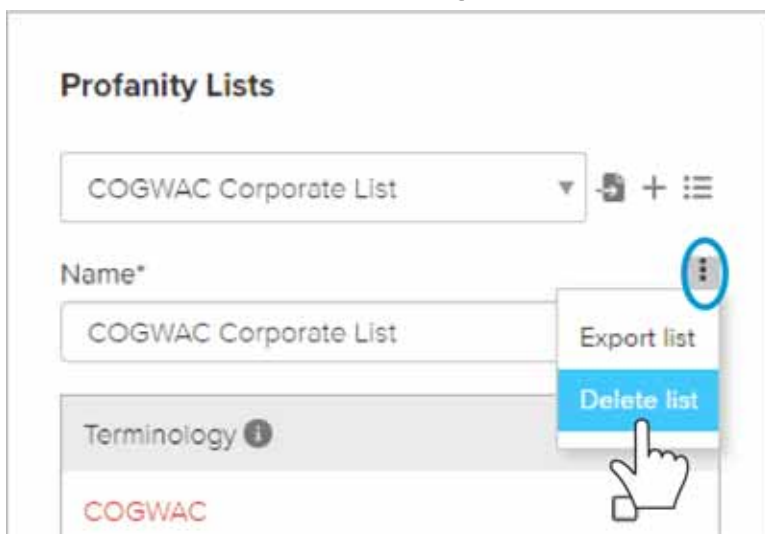 Profanity Lists
COGWAC Corporate List
Name*
COGWAC Corporate List
Export list
Delete list
Terminology
COGWAC